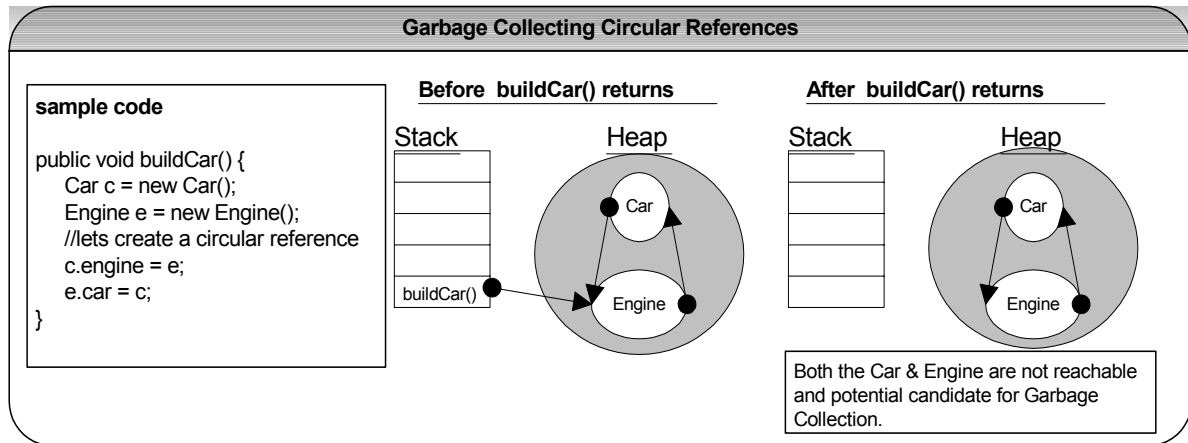 Garbage Collecting Circular References
sample code
public void buildCar() {
Car c = new Car();
Engine e = new Engine();
//lets create a circular reference
c.engine = e;
e.car = c;
}
Before buildCar() returns
Stack
Heap
Car
buildCar()
Engine
After buildCar() returns
Stack
Heap
Car
Engine
Both the Car & Engine are not reachable
and potential candidate for Garbage
Collection.